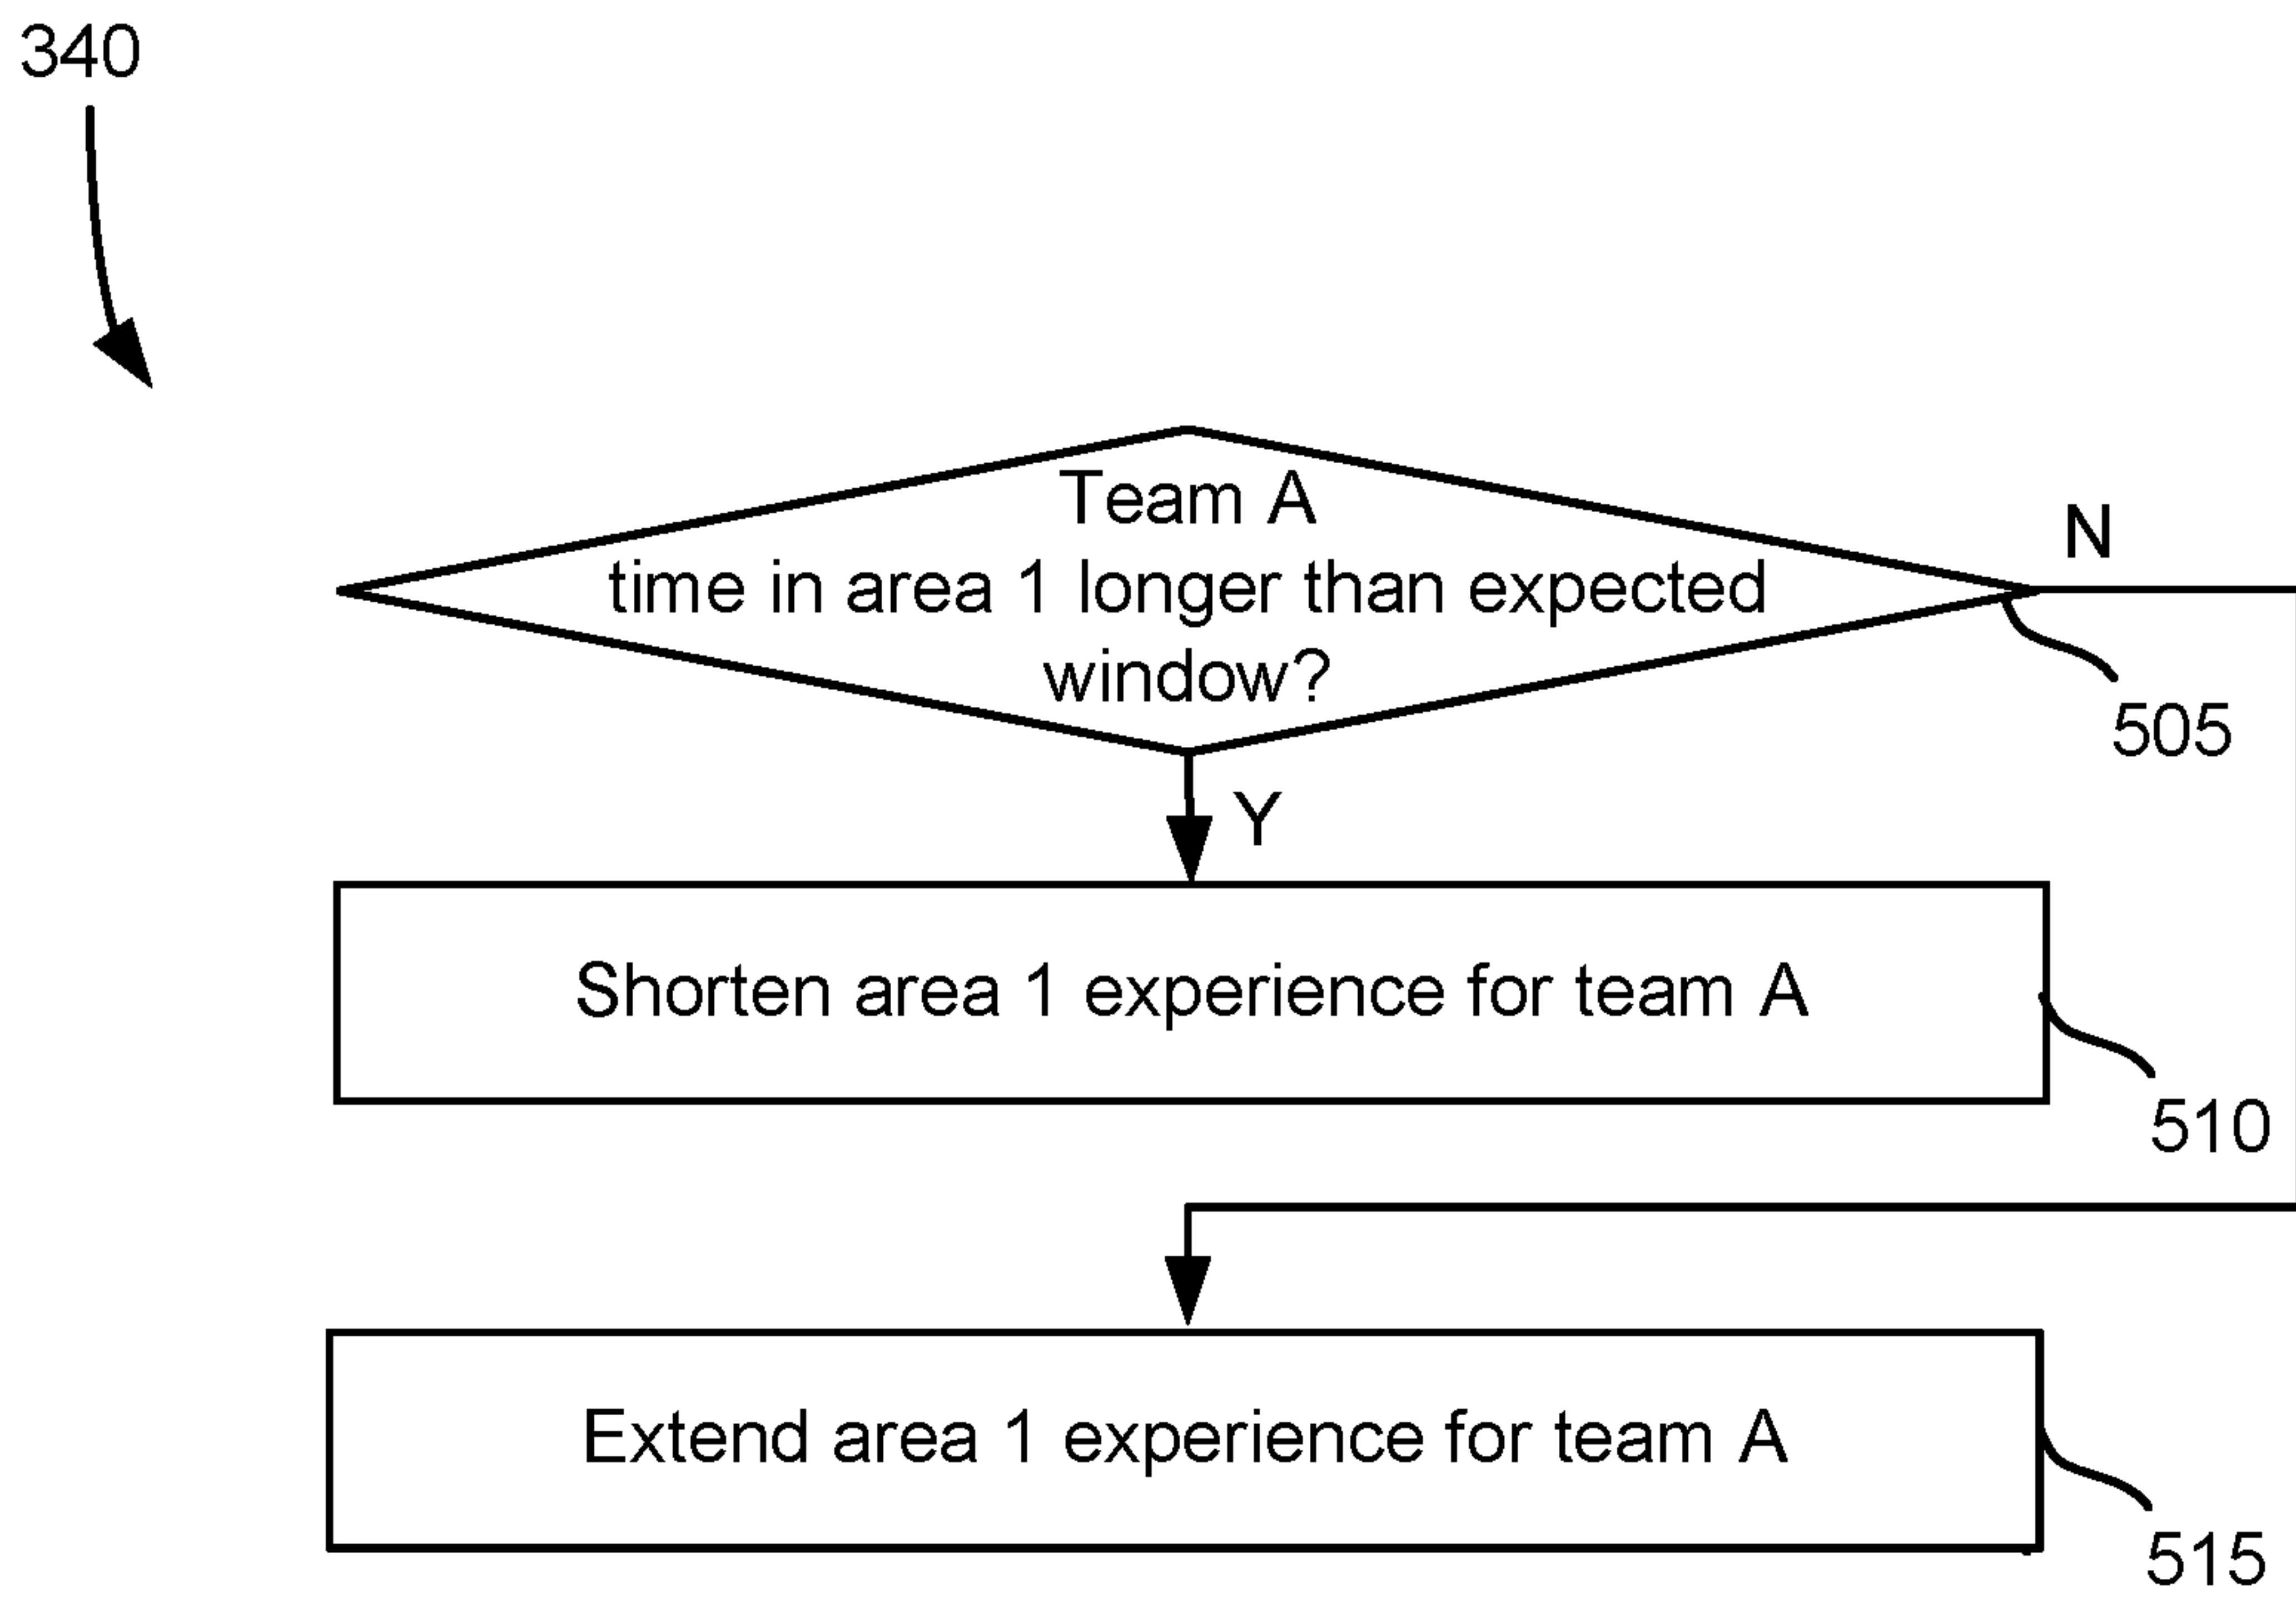 340
Team A
time in area 1 longer than expected
window?
N
505
Y
Shorten area 1 experience for team A
510
Extend area 1 experience for team A
515